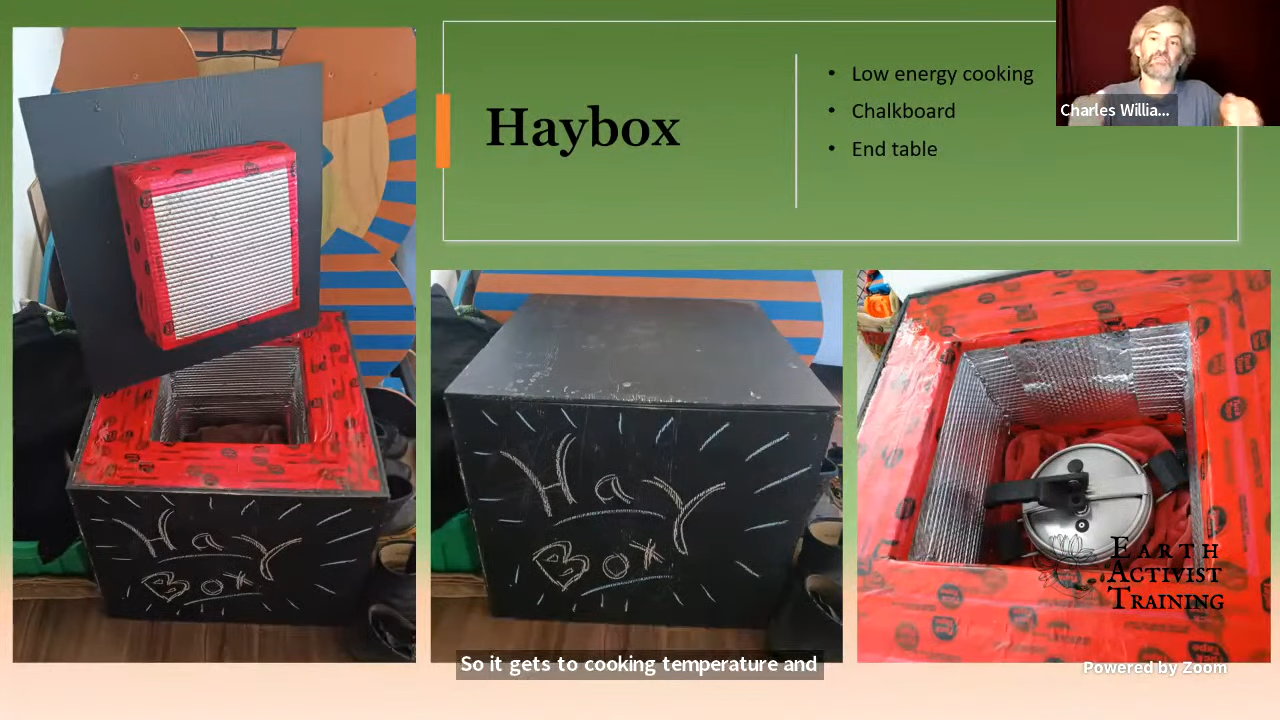 Haybox
• Low energy cooking
• Chalkboard
• End table
Charles Willia...
Hay
Box
Hay
Box
Earth
Activist
Training
So it gets to cooking temperature and
Powered by Zoom